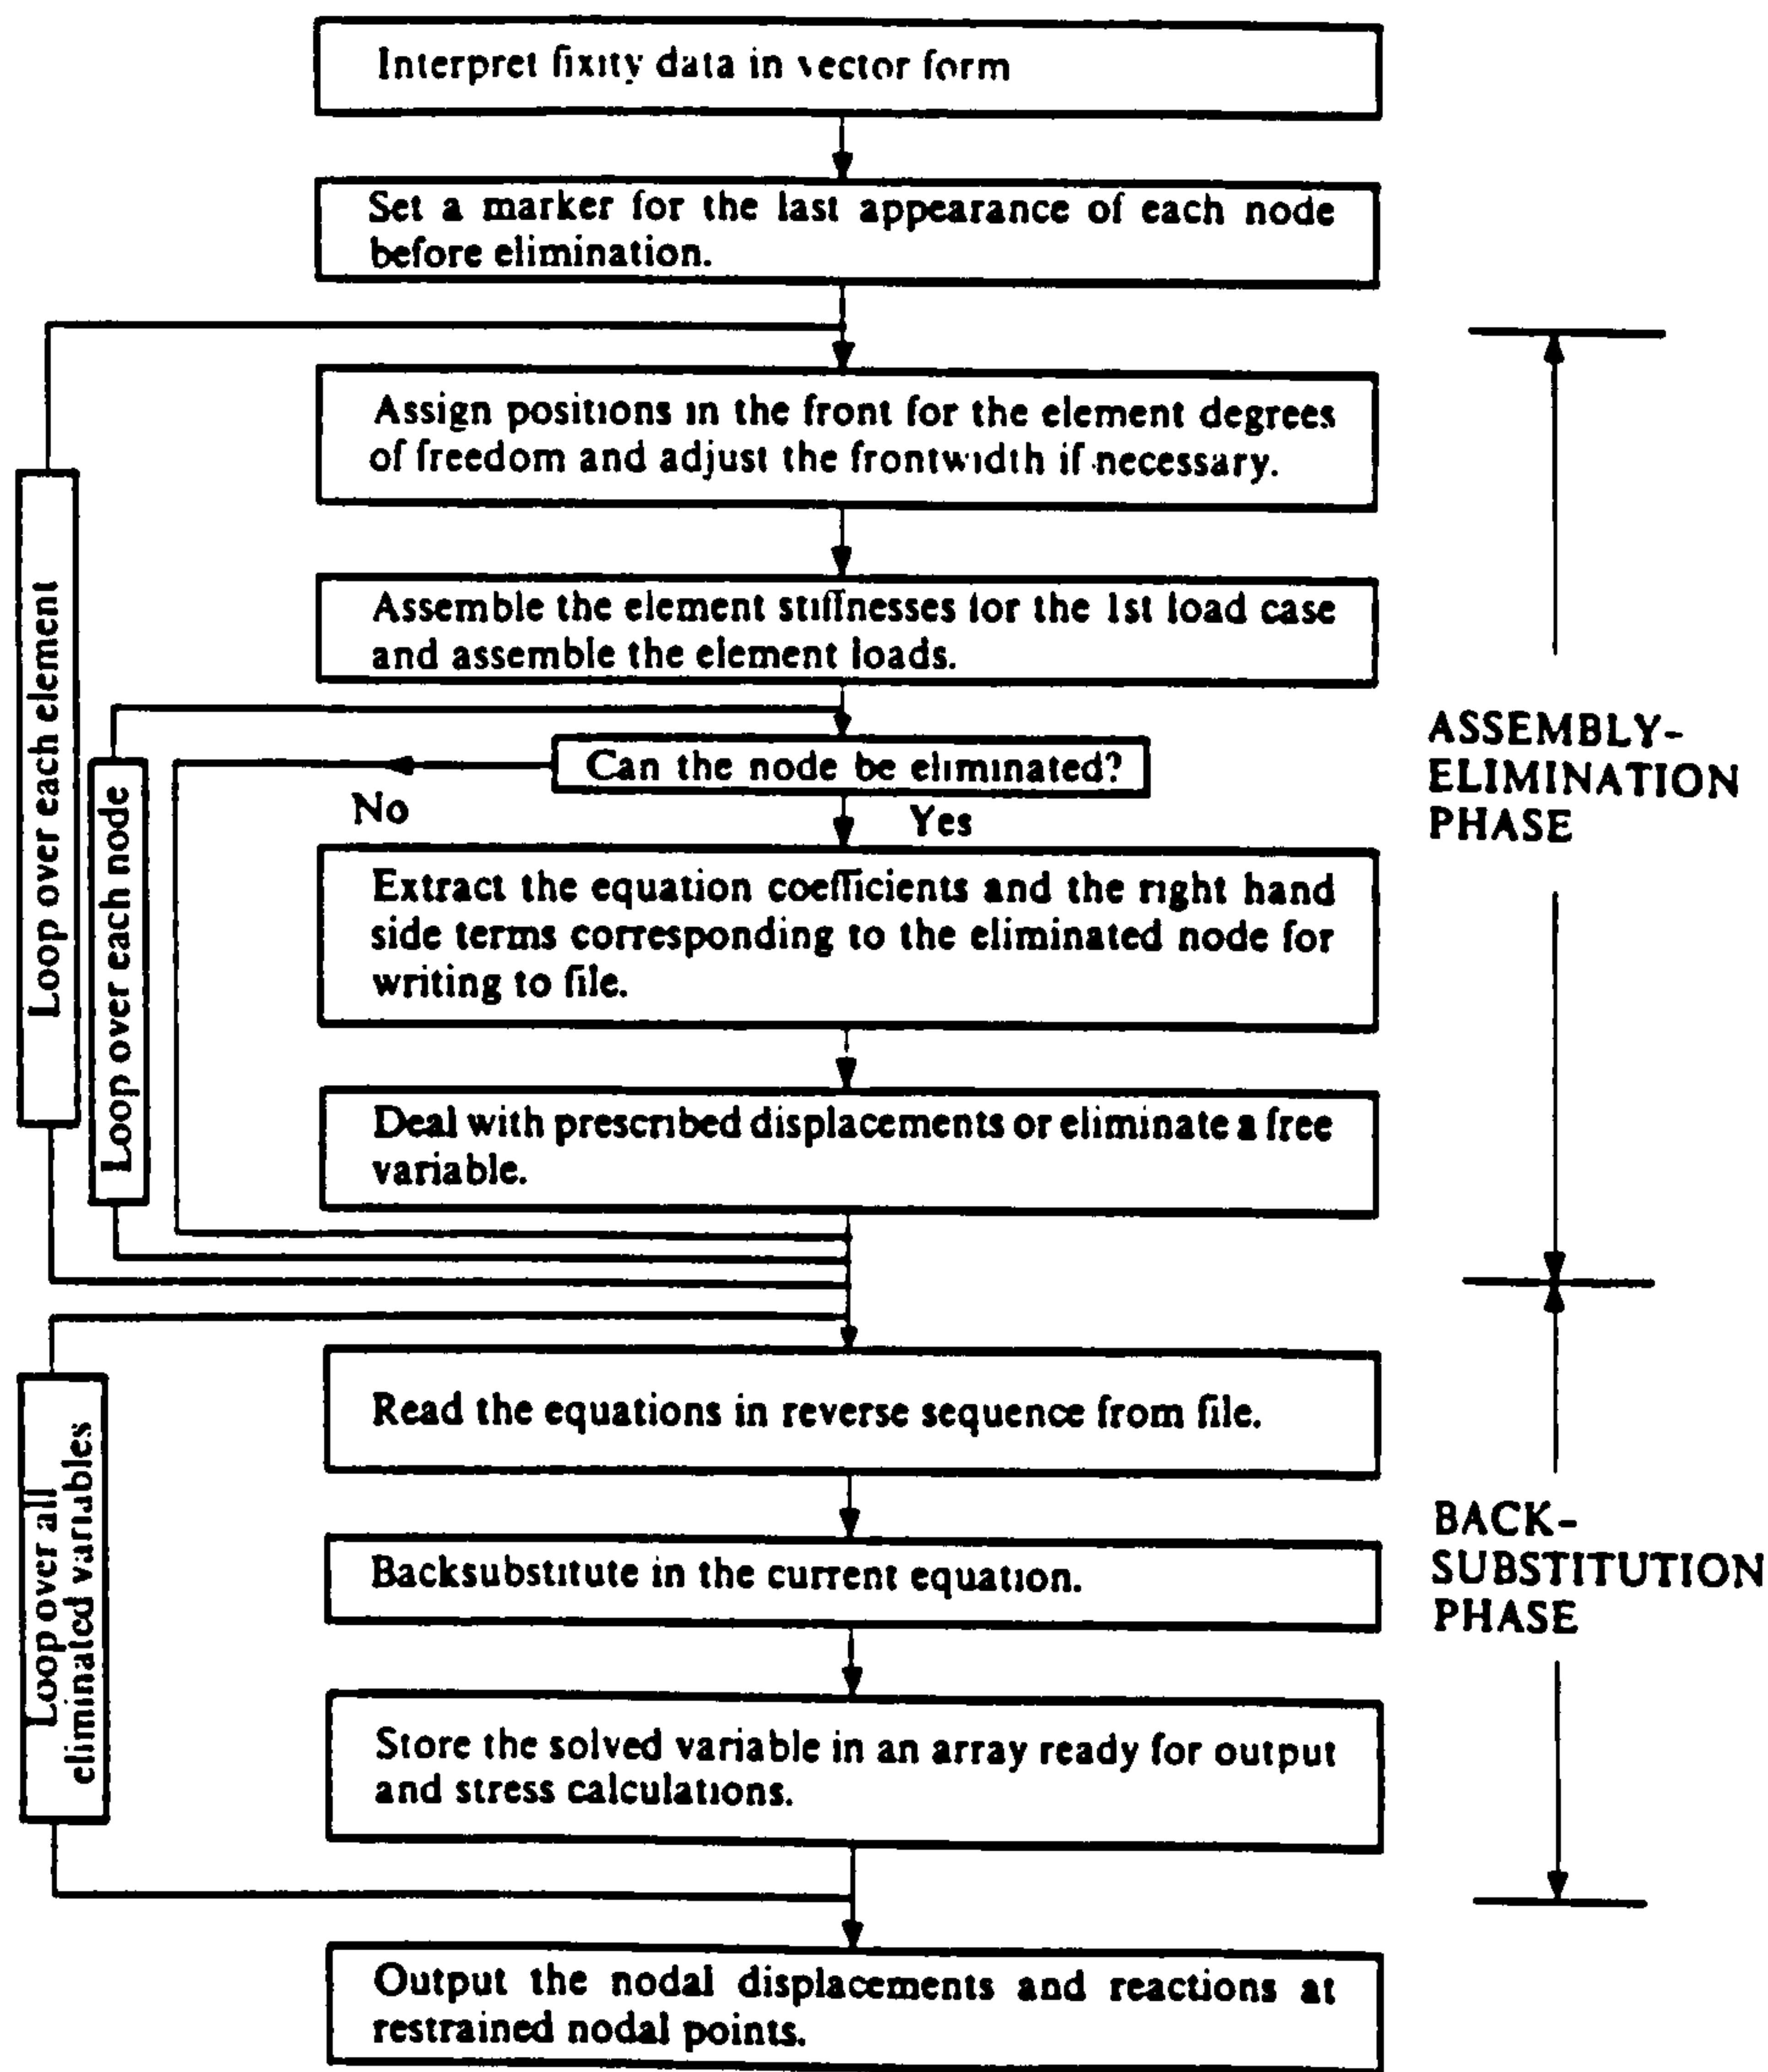 Interpret fixity data in vector form
Set a marker for the last appearance of each node
before elimination.
Assign positions in the front for the element degrees
of freedom and adjust the frontwidth if necessary.
Assemble the element stiffnesses for the 1st load case
and assemble the element loads.
Can the node be eliminated?
No
Yes
Extract the equation coefficients and the right hand
side terms corresponding to the eliminated node for
writing to file.
Deal with prescribed displacements or eliminate a free
variable.
Loop over each element
Loop over each node
ASSEMBLY-
ELIMINATION
PHASE
Read the equations in reverse sequence from file.
Backsubstitute in the current equation.
Store the solved variable in an array ready for output
and stress calculations.
Loop over all
eliminated variables
BACK-
SUBSTITUTION
PHASE
Output the nodal displacements and reactions at
restrained nodal points.